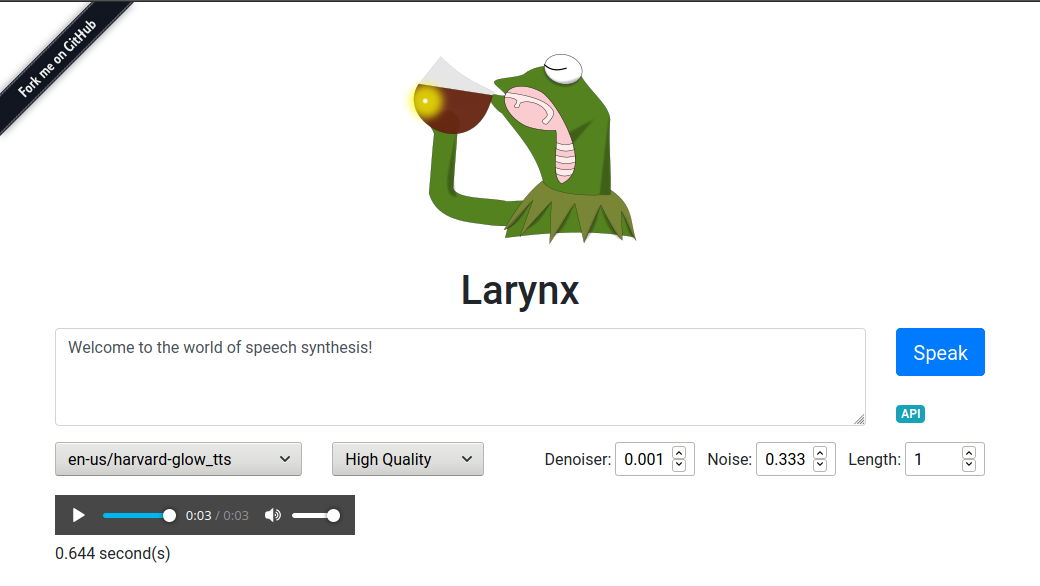 Fork me on GitHub
Larynx
Welcome to the world of speech synthesis!
Speak
API
en-us/harvard-glow_tts High Quality Denoiser: 0.001 Noise: 0.333 Length: 1
0:03 / 0:03
0.644 second(s)